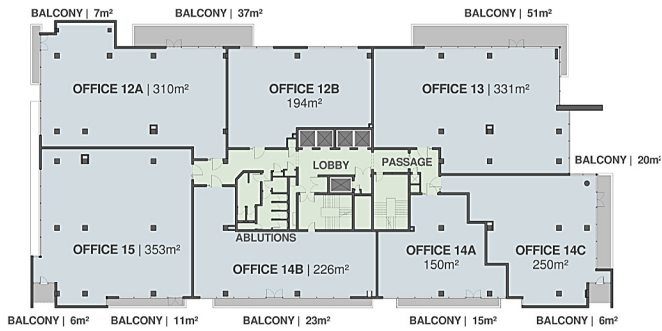 BALCONY | 7m²
BALCONY | 37m²
BALCONY | 51m²
OFFICE 12A | 310m²
OFFICE 12B
194m²
OFFICE 13 | 331m²
LOBBY
PASSAGE
BALCONY | 20m²
ABLUTIONS
OFFICE 15 | 353m²
OFFICE 14B | 226m²
OFFICE 14A
150m²
OFFICE 14C
250m²
BALCONY | 6m²
BALCONY | 11m²
BALCONY | 23m²
BALCONY | 15m²
BALCONY | 6m²